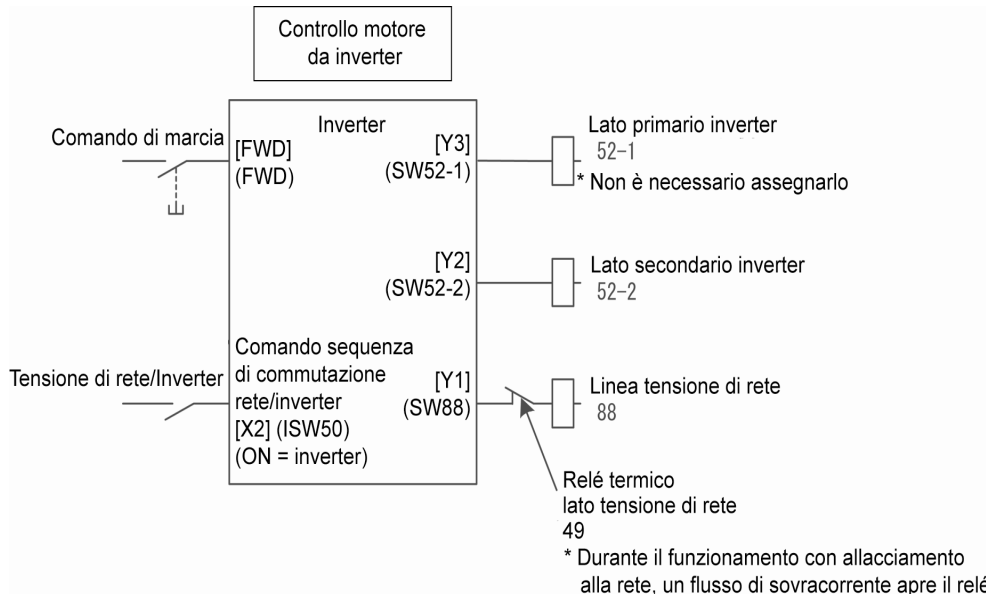 Controllo motore
da inverter
Inverter
Comando di marcia
[FWD]
(FWD)
[Y3]
(SW52-1)
Lato primario inverter
52-1
* Non è necessario assegnarlo
[Y2]
(SW52-2)
Lato secondario inverter
52-2
Tensione di rete/Inverter
Comando sequenza
di commutazione
rete/inverter
[X2] (ISW50)
(ON = inverter)
[Y1]
(SW88)
Linea tensione di rete
88
Relé termico
lato tensione di rete
49
* Durante il funzionamento con allacciamento
alla rete, un flusso di sovracorrente apre il relé